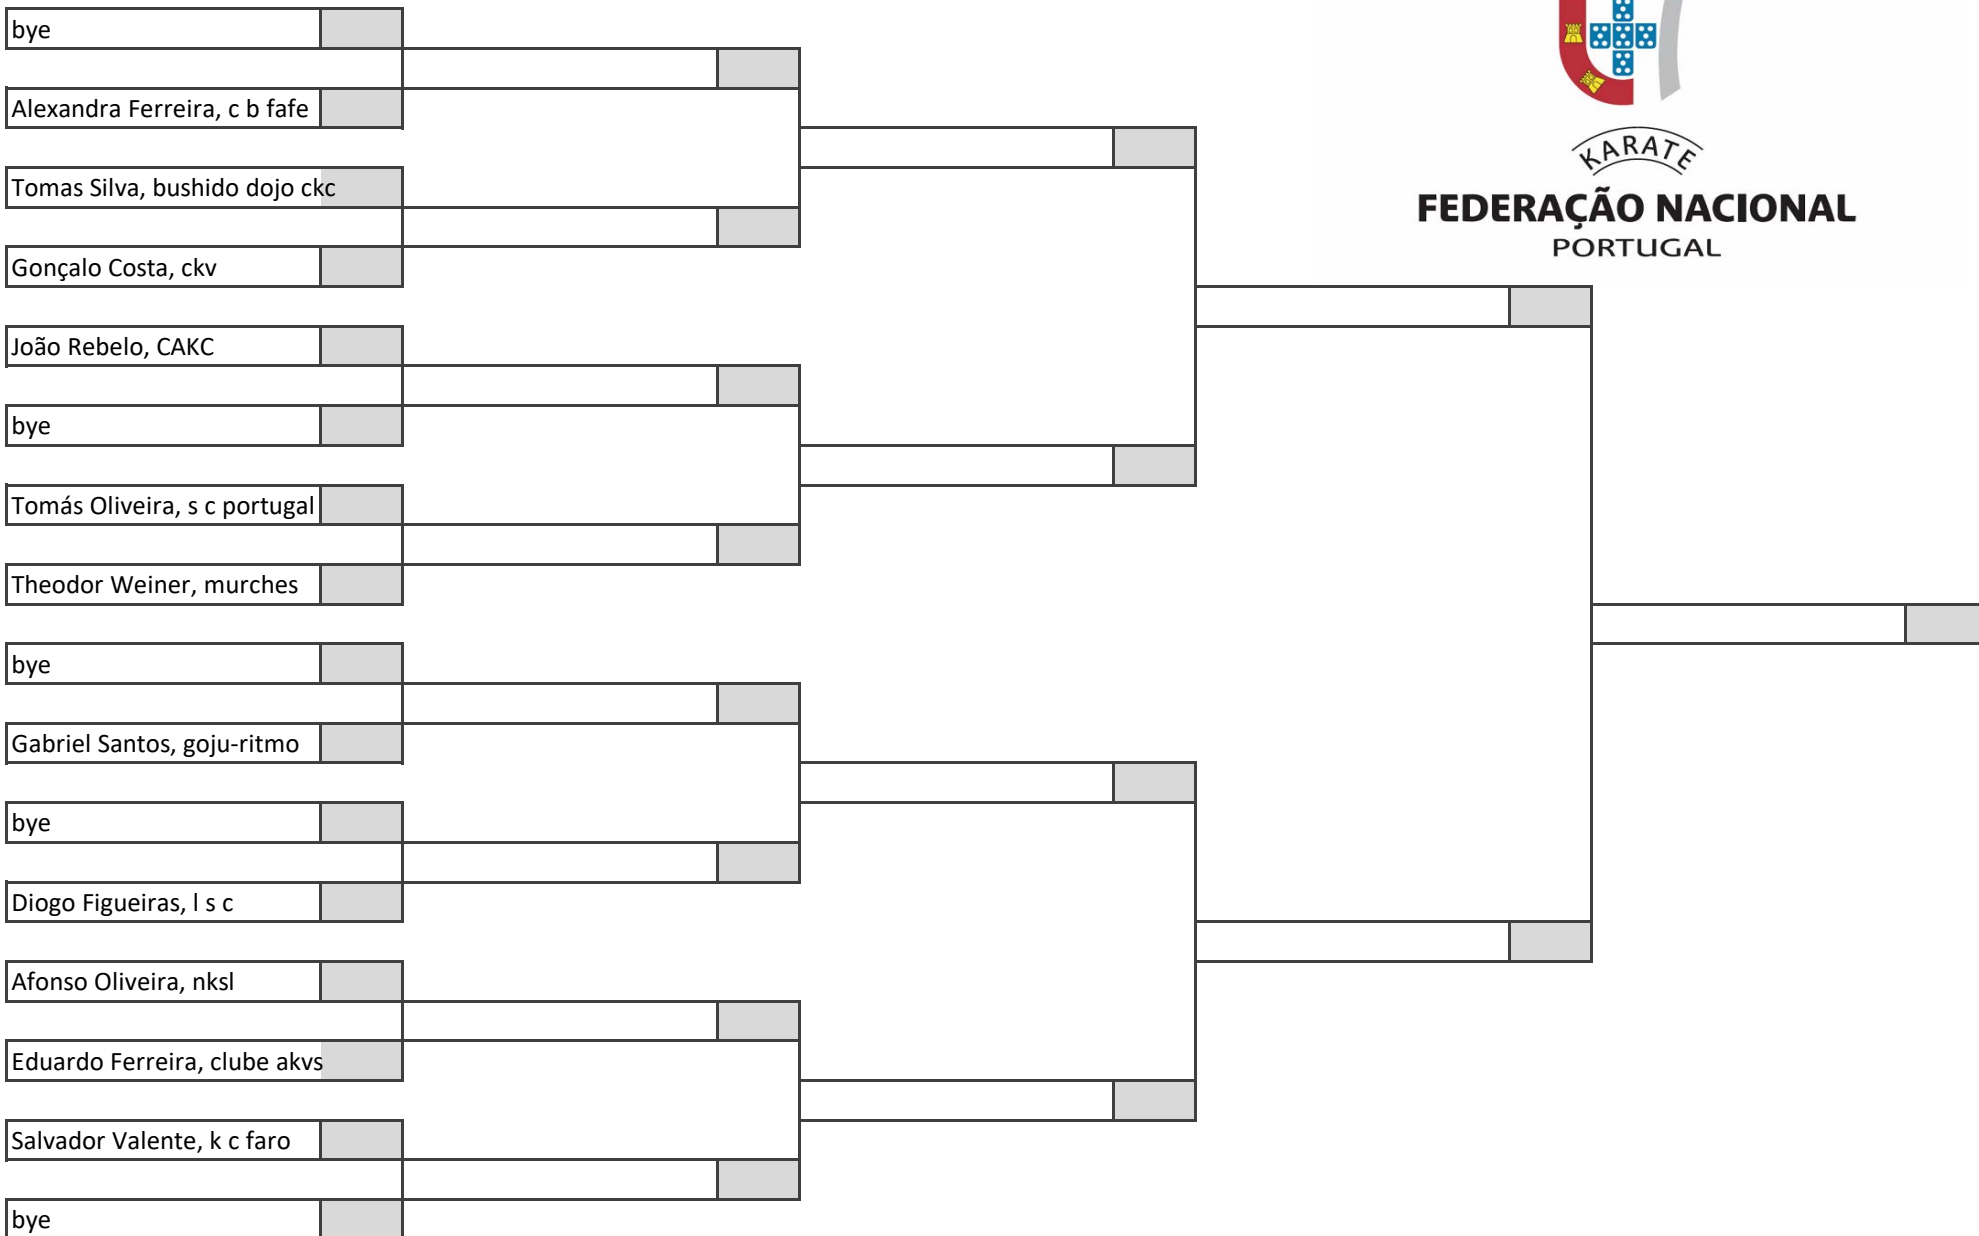 bye
Alexandra Ferreira, c b fafe
Tomas Silva, bushido dojo ckc
Gonçalo Costa, ckv
João Rebelo, CAKC
bye
Tomás Oliveira, s c portugal
Theodor Weiner, murches
bye
Gabriel Santos, goju-ritmo
bye
Diogo Figueiras, l s c
Afonso Oliveira, nksl
Eduardo Ferreira, clube akvs
Salvador Valente, k c faro
bye
KARATE
FEDERAÇÃO NACIONAL
PORTUGAL